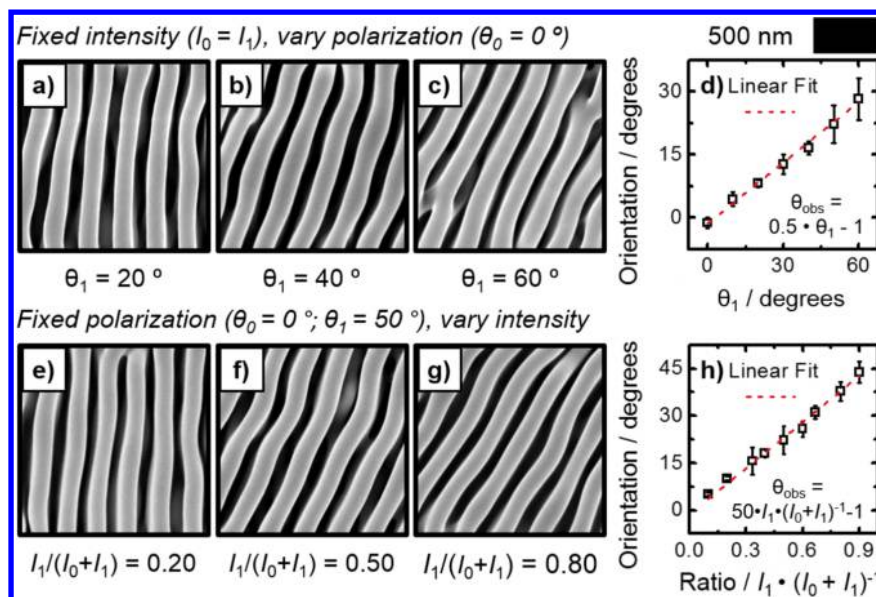 Fixed intensity (I₀ = I₁), vary polarization (θ₀ = 0 º)
500 nm
a)
b)
c)
θ₁ = 20 º
θ₁ = 40 º
θ₁ = 60 º
d)
Linear Fit
θobs =
0.5 • θ₁ - 1
Orientation / degrees
30
15
0
0
30
60
θ₁ / degrees
Fixed polarization (θ₀ = 0 °; θ₁ = 50 °), vary intensity
e)
f)
g)
I₁/(I₀+I₁) = 0.20
I₁/(I₀+I₁) = 0.50
I₁/(I₀+I₁) = 0.80
h)
Linear Fit
θobs =
50•I₁•(I₀+I₁)⁻¹-1
Orientation / degrees
45
30
15
0
0.0
0.3
0.6
0.9
Ratio / I₁ • (I₀ + I₁)⁻